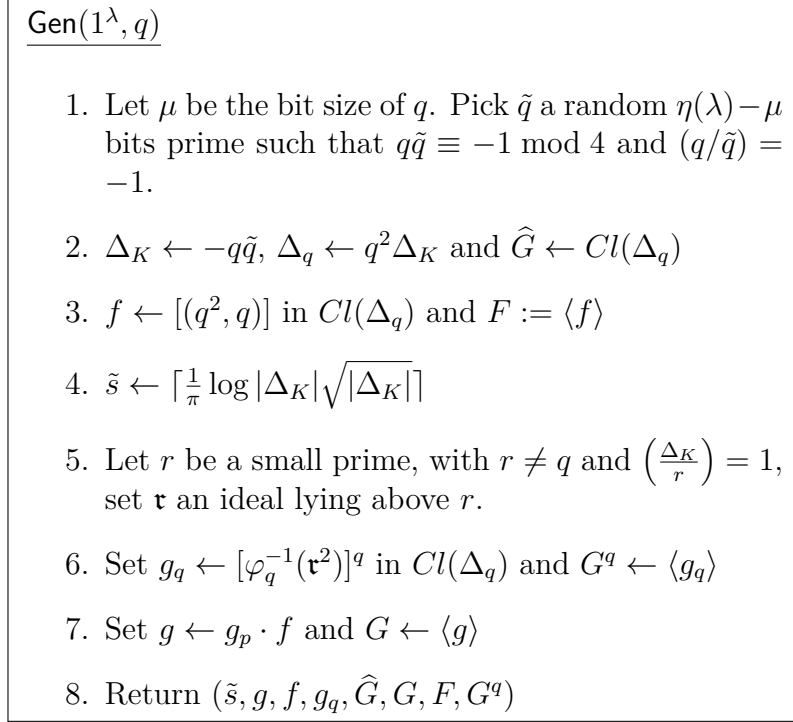 Gen(1^λ, q)
1. Let μ be the bit size of q. Pick q̃ a random η(λ)−μ
bits prime such that qq̃ ≡ −1 mod 4 and (q/q̃) =
−1.
2. Δ_K ← −qq̃, Δ_q ← q²Δ_K and Ĝ ← Cl(Δ_q)
3. f ← [(q², q)] in Cl(Δ_q) and F := ⟨f⟩
4. s̃ ← ⌈1/π log |Δ_K|√|Δ_K|⌉
5. Let r be a small prime, with r ≠ q and (Δ_K/r) = 1,
set 𝔯 an ideal lying above r.
6. Set g_q ← [φ_q^{−1}(𝔯²)]^q in Cl(Δ_q) and G^q ← ⟨g_q⟩
7. Set g ← g_p · f and G ← ⟨g⟩
8. Return (s̃, g, f, g_q, Ĝ, G, F, G^q)